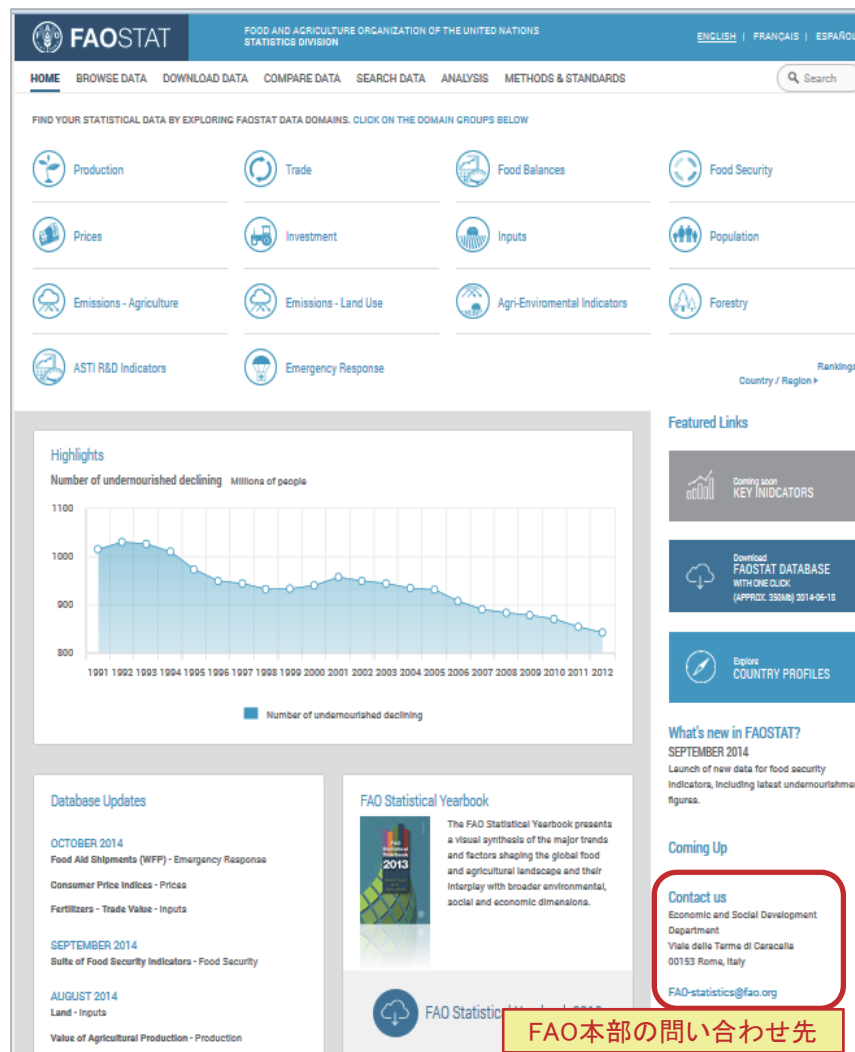 FAOSTAT
FOOD AND AGRICULTURE ORGANIZATION OF THE UNITED NATIONS
STATISTICS DIVISION
ENGLISH | FRANÇAIS | ESPAÑOL
HOME BROWSE DATA DOWNLOAD DATA COMPARE DATA SEARCH DATA ANALYSIS METHODS & STANDARDS
Search
FIND YOUR STATISTICAL DATA BY EXPLORING FAOSTAT DATA DOMAINS. CLICK ON THE DOMAIN GROUPS BELOW
Production Trade Food Balances Food Security
Prices Investment Inputs Population
Emissions - Agriculture Emissions - Land Use Agri-Enviromental Indicators Forestry
ASTI R&D Indicators Emergency Response
Rankings
Country / Region
Highlights
Number of undernourished declining Millions of people
1100
1000
900
800
1991 1992 1993 1994 1995 1996 1997 1998 1999 2000 2001 2002 2003 2004 2005 2006 2007 2008 2009 2010 2011 2012
Number of undernourished declining
Featured Links
Coming soon
KEY INIDCATORS
Download
FAOSTAT DATABASE
WITH ONE CLICK
(APPROX. 350Mb) 2014-06-18
Explore
COUNTRY PROFILES
What's new in FAOSTAT?
SEPTEMBER 2014
Launch of new data for food security
indicators, including latest undernourishme
figures.
Coming Up
Contact us
Economic and Social Development
Department
Viale delle Terme di Caracalla
00153 Rome, Italy
FAO-statistics@fao.org
Database Updates
OCTOBER 2014
Food Aid Shipments (WFP) - Emergency Response
Consumer Price Indices - Prices
Fertilizers - Trade Value - Inputs
SEPTEMBER 2014
Suite of Food Security Indicators - Food Security
AUGUST 2014
Land - Inputs
Value of Agricultural Production - Production
FAO Statistical Yearbook
2013
The FAO Statistical Yearbook presents
a visual synthesis of the major trends
and factors shaping the global food
and agricultural landscape and their
interplay with broader environmental,
social and economic dimensions.
FAO Statistic
FAO本部の問い合わせ先